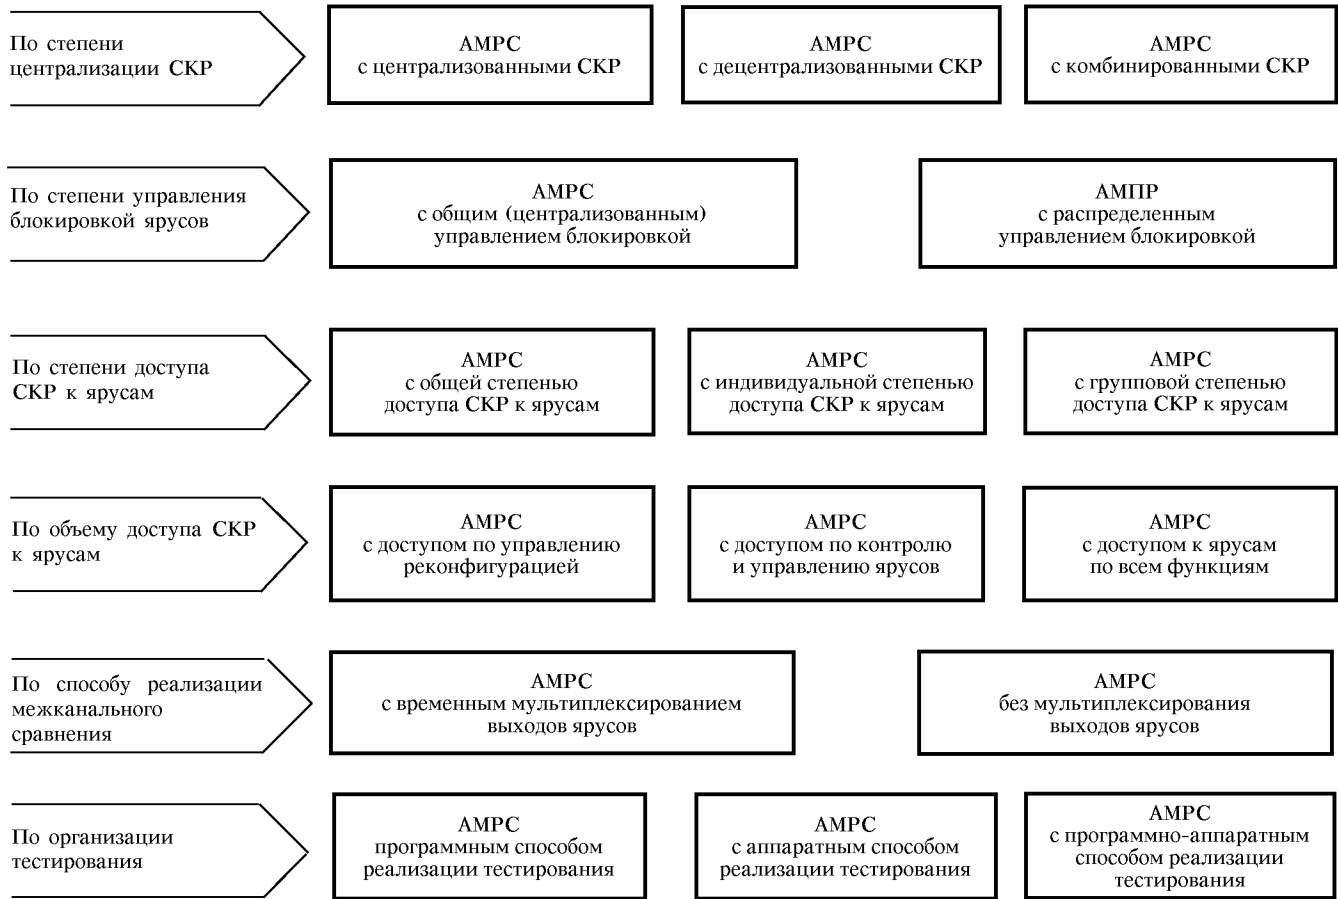 По степени
централизации СКР
АМРС
с централизованными СКР
АМРС
с децентрализованными СКР
АМРС
с комбинированными СКР
По степени управления
блокировкой ярусов
АМРС
с общим (централизованным)
управлением блокировкой
АМПР
с распределенным
управлением блокировкой
По степени доступа
СКР к ярусам
АМРС
с общей степенью
доступа СКР к ярусам
АМРС
с индивидуальной степенью
доступа СКР к ярусам
АМРС
с групповой степенью
доступа СКР к ярусам
По объему доступа СКР
к ярусам
АМРС
с доступом по управлению
реконфигурацией
АМРС
с доступом по контролю
и управлению ярусов
АМРС
с доступом к ярусам
по всем функциям
По способу реализации
межканального
сравнения
АМРС
с временным мультиплексированием
выходов ярусов
АМРС
без мультиплексирования
выходов ярусов
По организации
тестирования
АМРС
программным способом
реализации тестирования
АМРС
с аппаратным способом
реализации тестирования
АМРС
с программно-аппаратным
способом реализации
тестирования